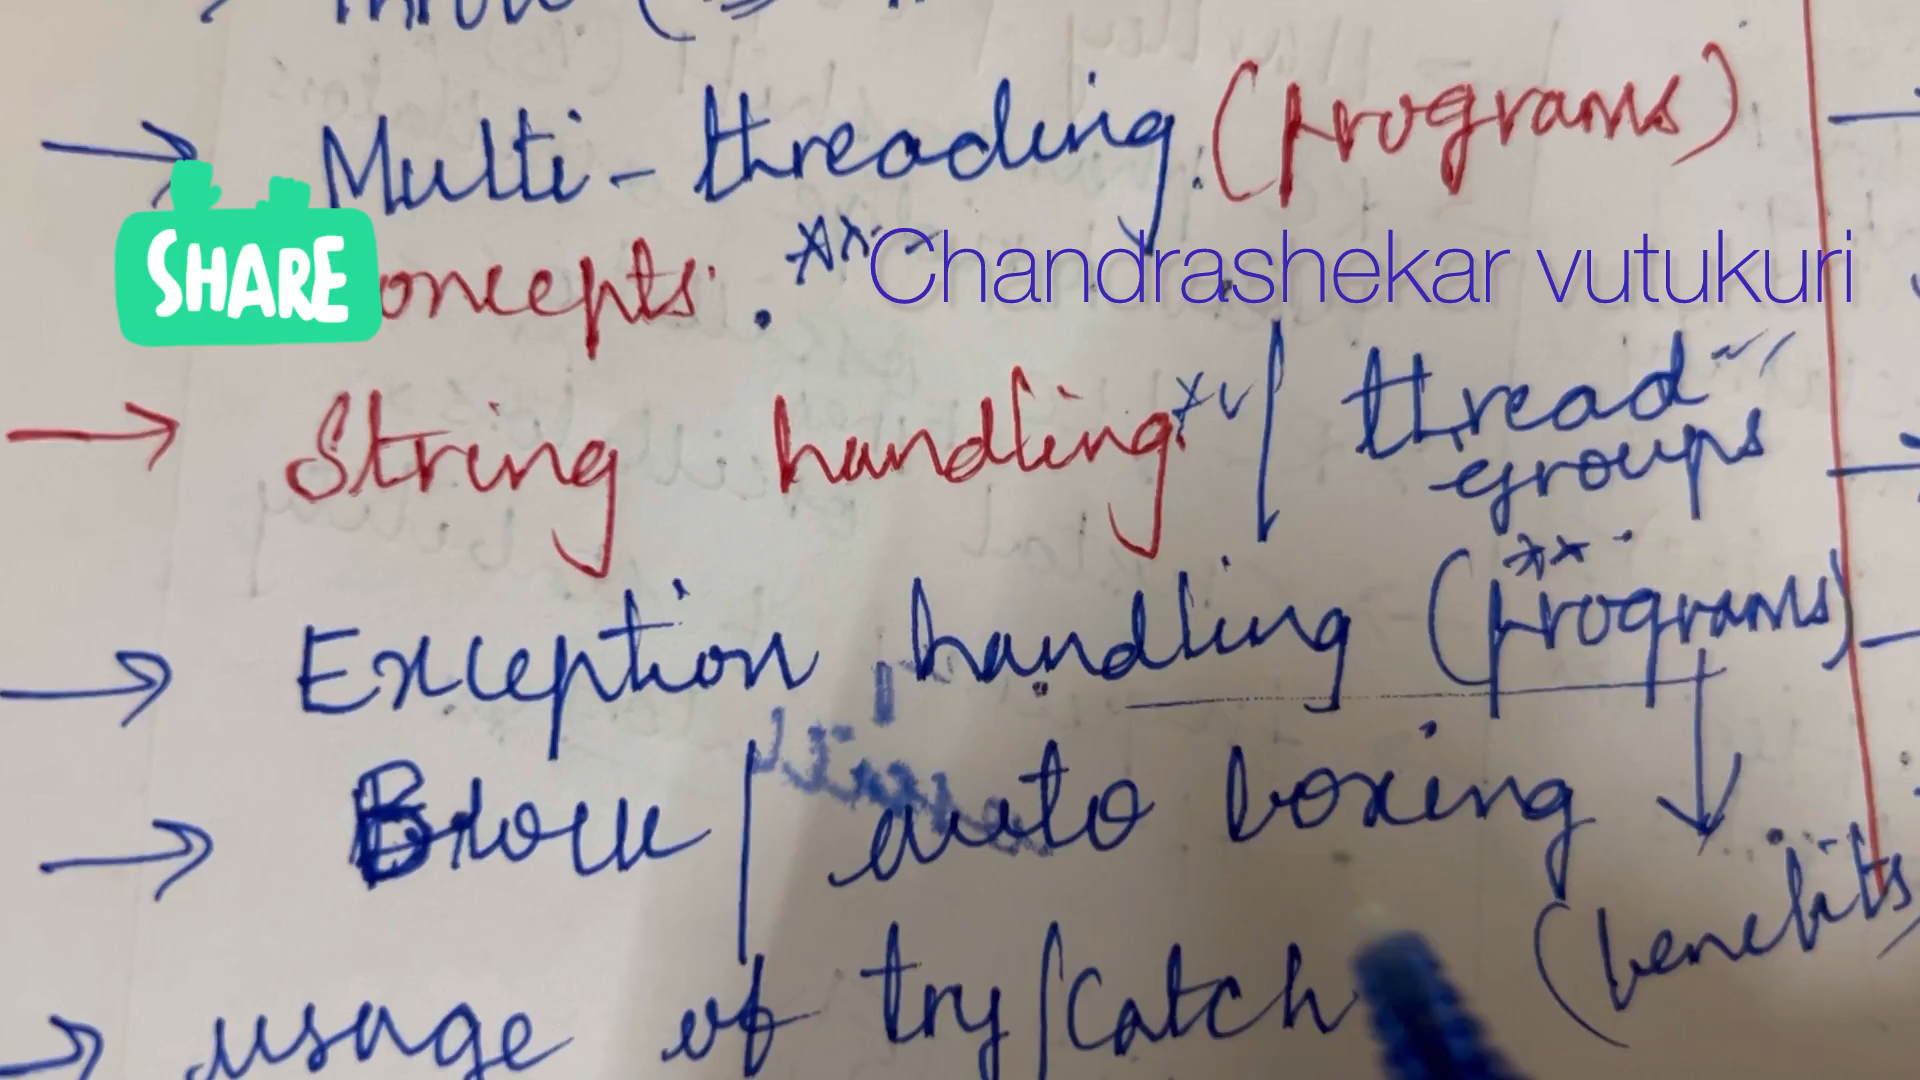 → Multi-threading. (programs)
SHARE
oncepts. **
Chandrashekar vutukuri
→ String handling / thread groups
→ Exception handling (programs)
→ / auto boxing
(benefits
→ usage of try/catch